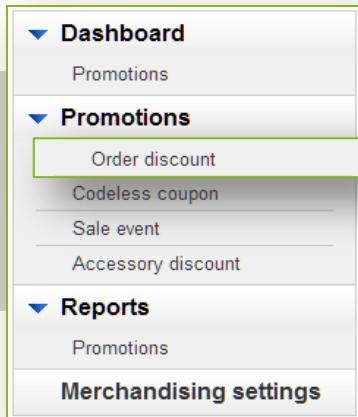 Dashboard
Promotions
Promotions
Order discount
Codeless coupon
Sale event
Accessory discount
Reports
Promotions
Merchandising settings